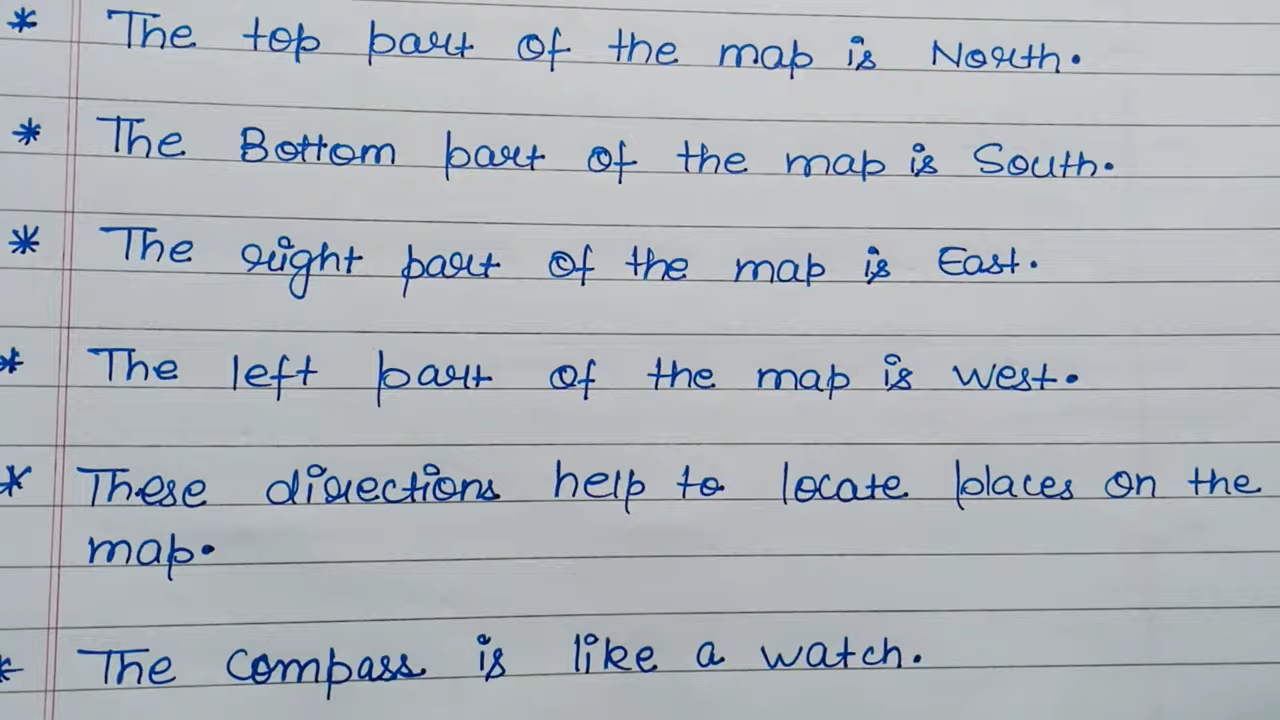 * The top part of the map is North.
* The Bottom part of the map is South.
* The right part of the map is East.
* The left part of the map is west.
* These directions help to locate places on the
map.
* The compass is like a watch.